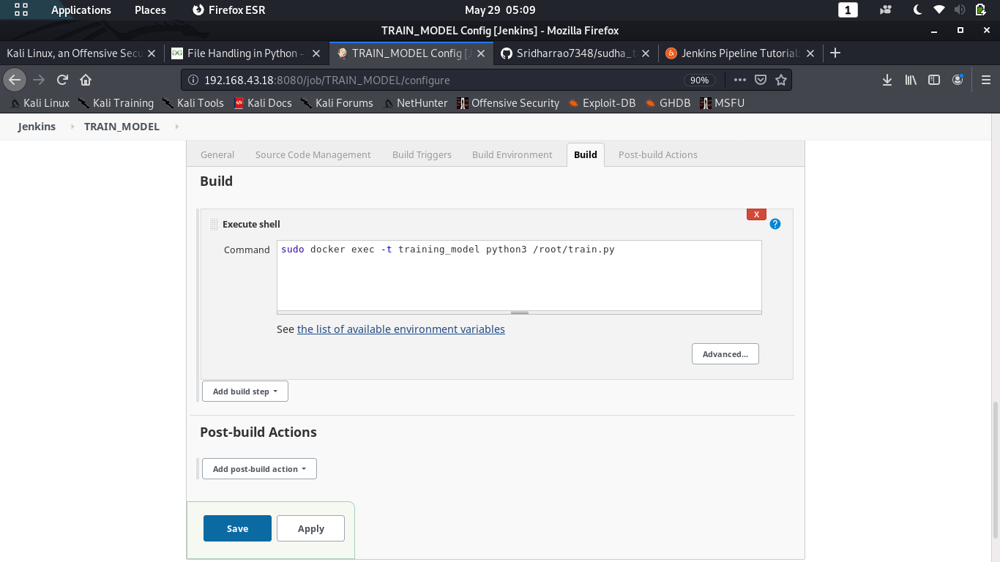 Applications Places Firefox ESR May 29 05:09 1
TRAIN_MODEL Config [Jenkins] - Mozilla Firefox
Kali Linux, an Offensive Secu File Handling in Python - TRAIN_MODEL Config [J Sridharrao7348/sudha_t Jenkins Pipeline Tutorial:
192.168.43.18:8080/job/TRAIN_MODEL/configure 90%
Kali Linux Kali Training Kali Tools Kali Docs Kali Forums NetHunter Offensive Security Exploit-DB GHDB MSFU
Jenkins TRAIN_MODEL
General Source Code Management Build Triggers Build Environment Build Post-build Actions
Build
X
Execute shell
?
Command sudo docker exec -t training_model python3 /root/train.py
See the list of available environment variables
Advanced...
Add build step
Post-build Actions
Add post-build action
Save Apply